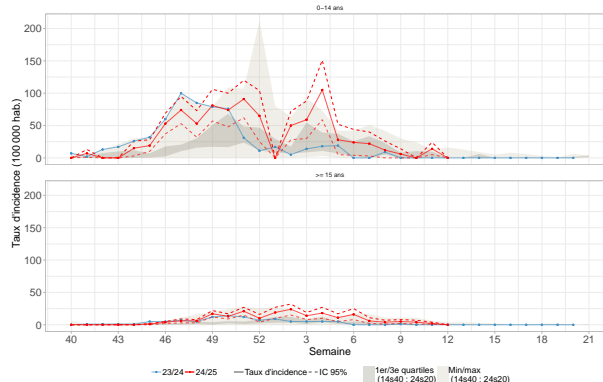 0−14 ans
200
150
100
50
0
>= 15 ans
200
150
100
50
0
40 43 46 49 52 3 6 9 12 15 18 21
Semaine
Taux d'incidence (100 000 hab.)
23/24 24/25 Taux d'incidence IC 95% 1er/3e quartiles (14s40 : 24s20) Min/max (14s40 : 24s20)